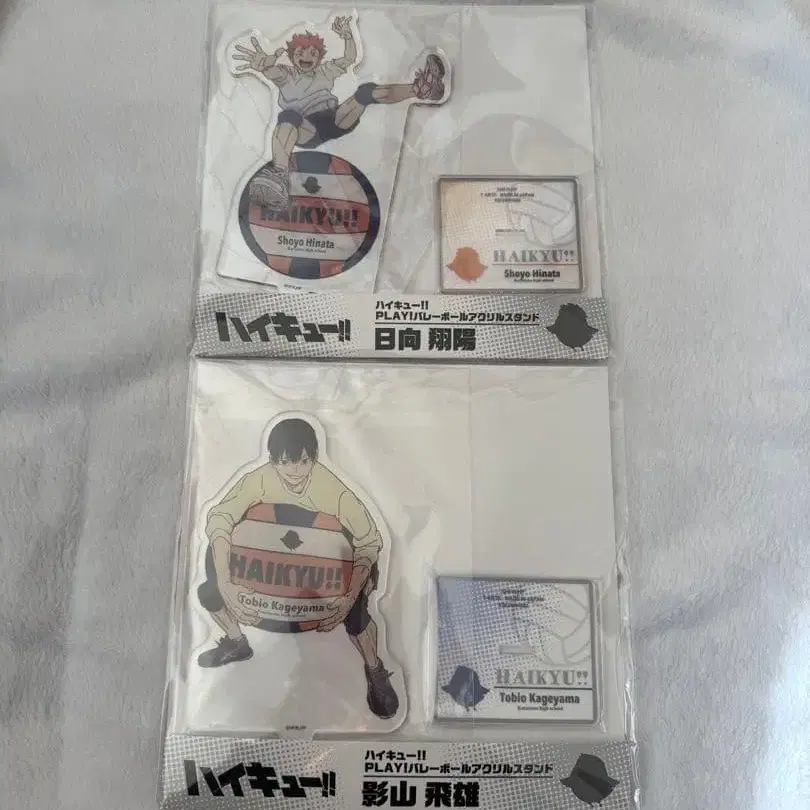 HAIKYU!!
Shoyo Hinata
HAIKYU!!
Shoyo Hinata
ハイキュー!!
ハイキュー!!
PLAY!バレーボールアクリルスタンド
日向 翔陽
HAIKYU!!
Tobio Kageyama
HAIKYU!!
Tobio Kageyama
Karasuno High school
ハイキュー!!
ハイキュー!!
PLAY!バレーボールアクリルスタンド
影山 飛雄